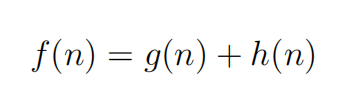 f(n) = g(n) + h(n)